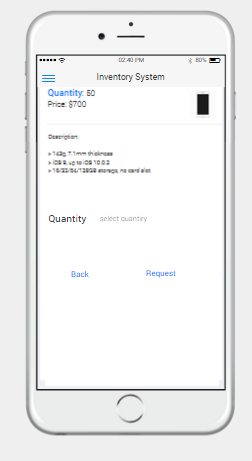 02:40 PM
80%
Inventory System
Quantity: 50
Price: $700
Description:
> 143g, 7.1mm thickness
> iOS 9, up to iOS 10.0.2
> 16/32/64/128GB storage, no card slot
Quantity select quantity
Back Request